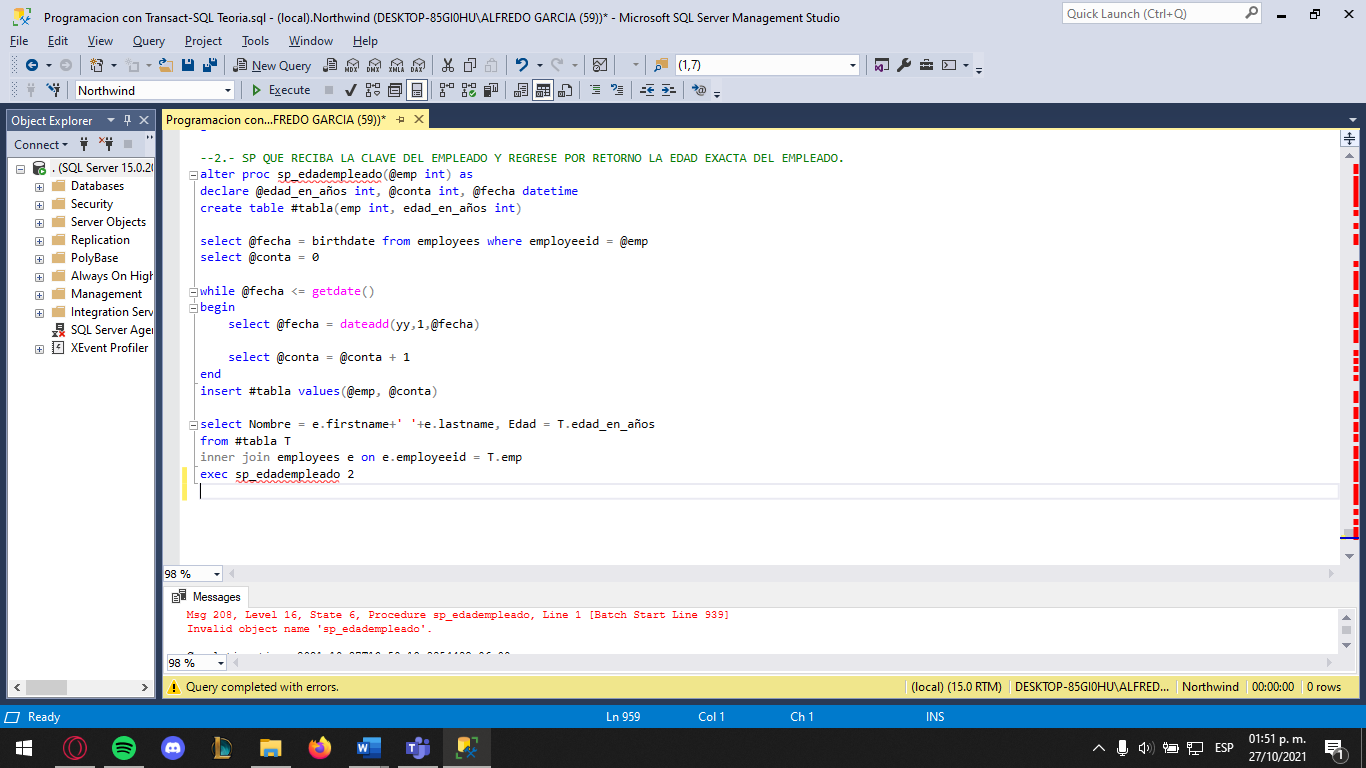 Programacion con Transact-SQL Teoria.sql - (local).Northwind (DESKTOP-85GI0HU\ALFREDO GARCIA (59))* - Microsoft SQL Server Management Studio
Quick Launch (Ctrl+Q)
File Edit View Query Project Tools Window Help
New Query MDX DMX XMLA DAX (1,7)
Northwind Execute
Object Explorer
Programacion con...FREDO GARCIA (59))*
Connect
. (SQL Server 15.0.20
Databases
Security
Server Objects
Replication
PolyBase
Always On High
Management
Integration Serv
SQL Server Agen
XEvent Profiler
--2.- SP QUE RECIBA LA CLAVE DEL EMPLEADO Y REGRESE POR RETORNO LA EDAD EXACTA DEL EMPLEADO.
alter proc sp_edadempleado(@emp int) as
declare @edad_en_años int, @conta int, @fecha datetime
create table #tabla(emp int, edad_en_años int)
select @fecha = birthdate from employees where employeeid = @emp
select @conta = 0
while @fecha <= getdate()
begin
select @fecha = dateadd(yy,1,@fecha)
select @conta = @conta + 1
end
insert #tabla values(@emp, @conta)
select Nombre = e.firstname+' '+e.lastname, Edad = T.edad_en_años
from #tabla T
inner join employees e on e.employeeid = T.emp
exec sp_edadempleado 2
98 %
Messages
Msg 208, Level 16, State 6, Procedure sp_edadempleado, Line 1 [Batch Start Line 939]
Invalid object name 'sp_edadempleado'.
98 %
Query completed with errors.
(local) (15.0 RTM) DESKTOP-85GI0HU\ALFRED... Northwind 00:00:00 0 rows
Ready Ln 959 Col 1 Ch 1 INS
ESP
01:51 p. m.
27/10/2021
1